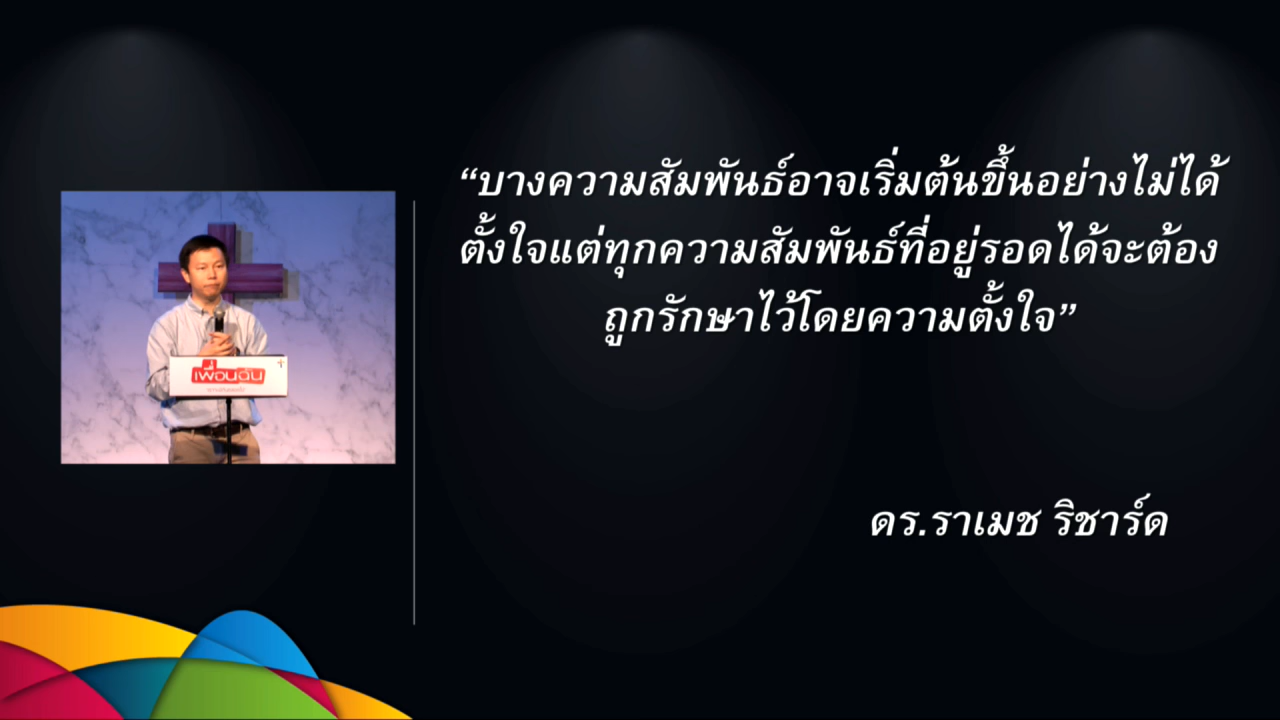 “บางความสัมพันธ์อาจเริ่มต้นขึ้นอย่างไม่ได้
ตั้งใจแต่ทุกความสัมพันธ์ที่อยู่รอดได้จะต้อง
ถูกรักษาไว้โดยความตั้งใจ”
ดร.ราเมช ริชาร์ด
เพื่อนฉัน